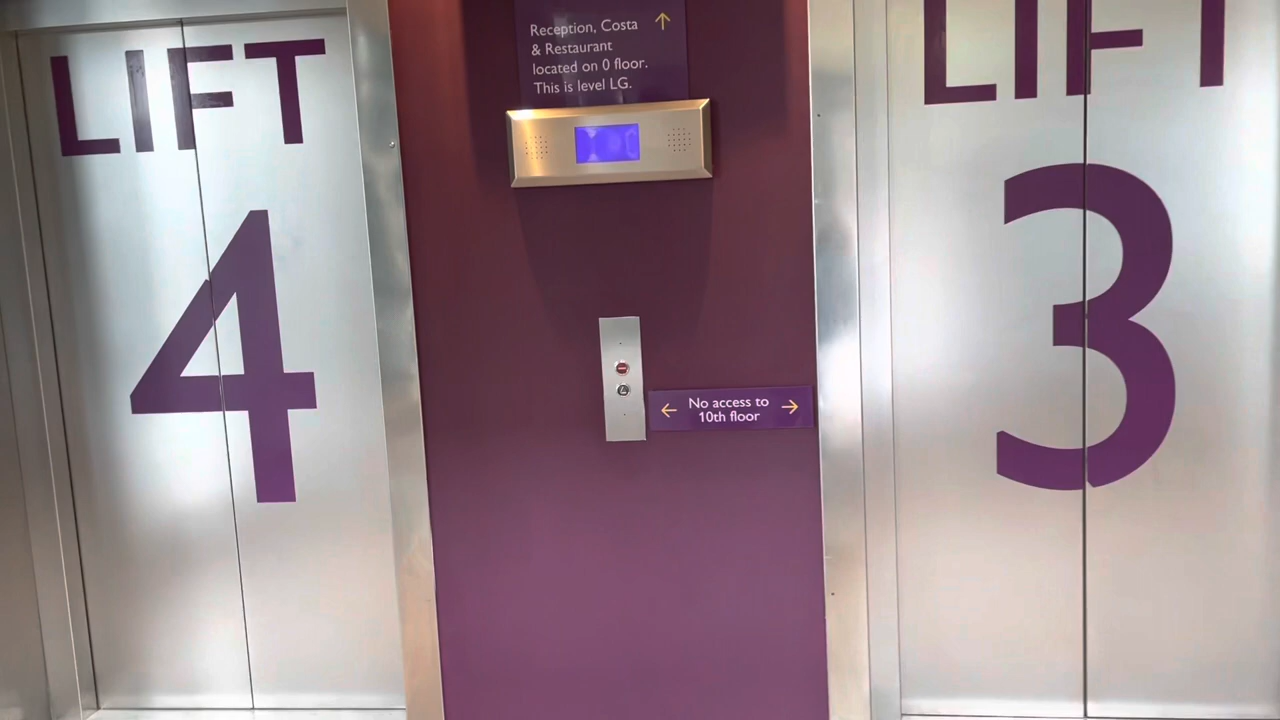 LIFT
4
Reception, Costa
& Restaurant
located on 0 floor.
This is level LG.
No access to
10th floor
LIFT
3